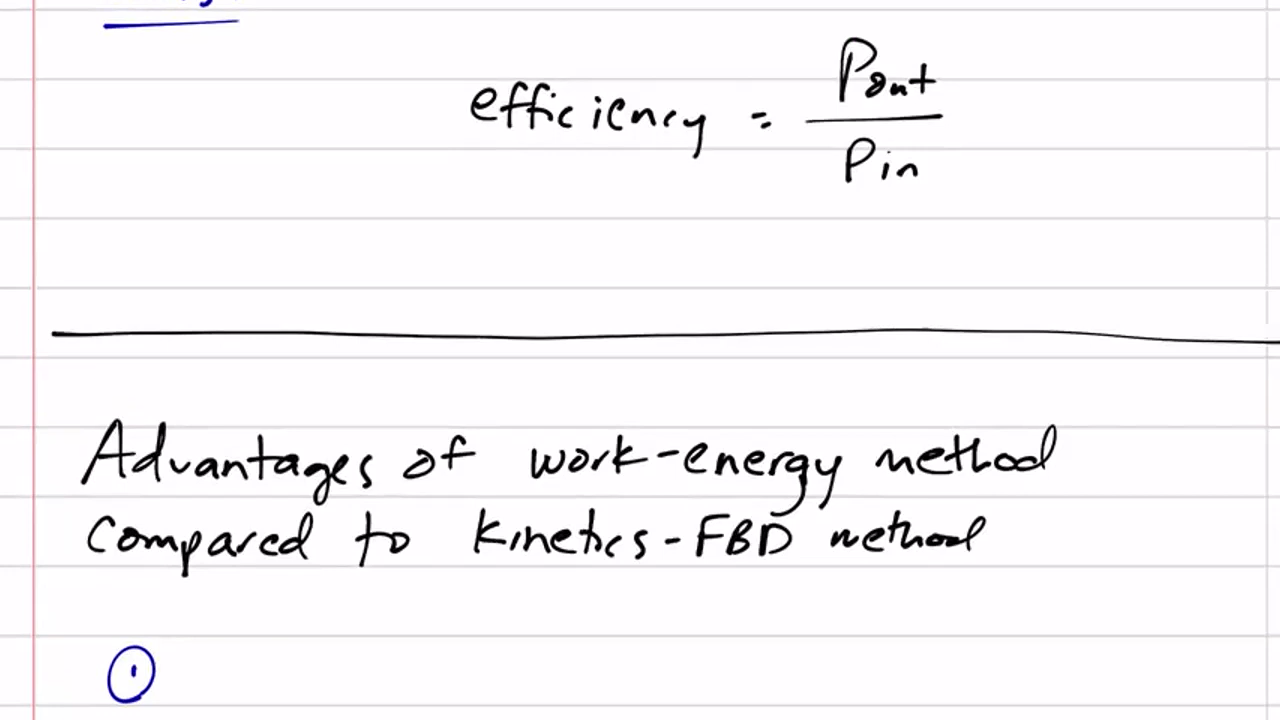 efficiency = Pout / Pin
Advantages of work-energy method
compared to Kinetics-FBD method
①